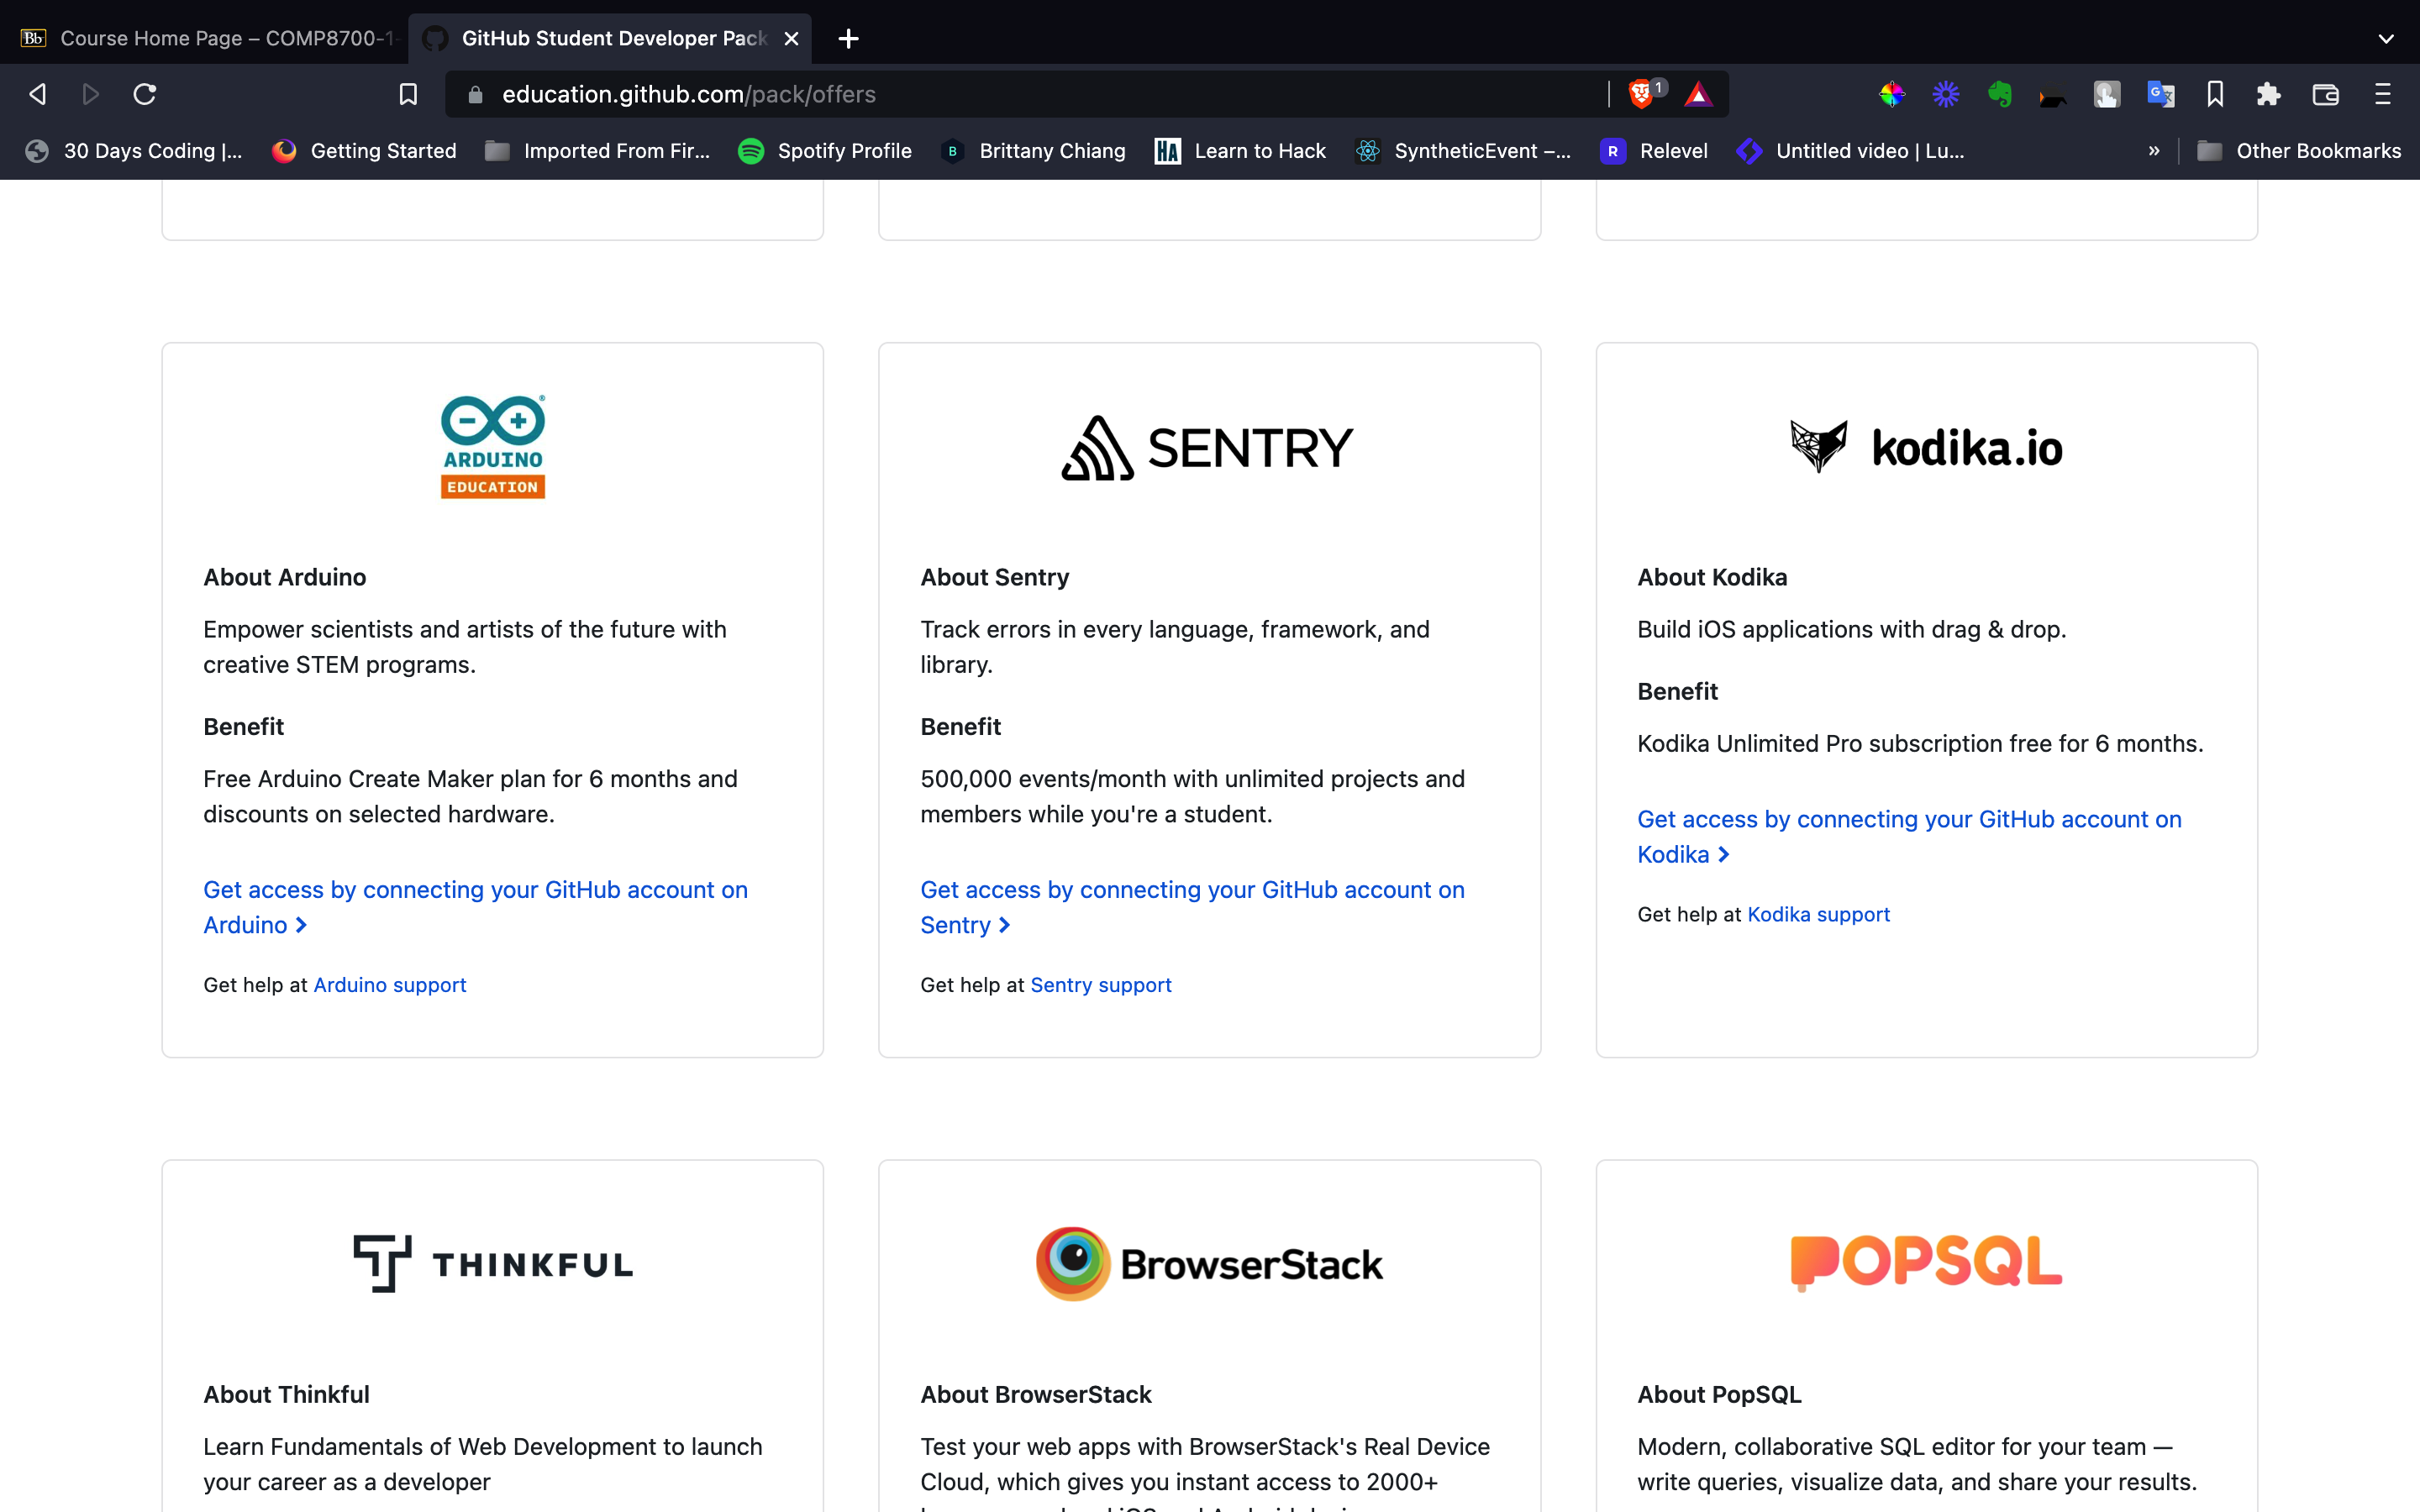 Bb Course Home Page – COMP8700-1
GitHub Student Developer Pack
education.github.com/pack/offers
1
30 Days Coding |...
Getting Started
Imported From Fir...
Spotify Profile
B Brittany Chiang
HA Learn to Hack
SyntheticEvent –...
R Relevel
Untitled video | Lu...
»
Other Bookmarks
ARDUINO
EDUCATION
About Arduino
Empower scientists and artists of the future with
creative STEM programs.
Benefit
Free Arduino Create Maker plan for 6 months and
discounts on selected hardware.
Get access by connecting your GitHub account on
Arduino
Get help at Arduino support
SENTRY
About Sentry
Track errors in every language, framework, and
library.
Benefit
500,000 events/month with unlimited projects and
members while you're a student.
Get access by connecting your GitHub account on
Sentry
Get help at Sentry support
kodika.io
About Kodika
Build iOS applications with drag & drop.
Benefit
Kodika Unlimited Pro subscription free for 6 months.
Get access by connecting your GitHub account on
Kodika
Get help at Kodika support
THINKFUL
About Thinkful
Learn Fundamentals of Web Development to launch
your career as a developer
BrowserStack
About BrowserStack
Test your web apps with BrowserStack's Real Device
Cloud, which gives you instant access to 2000+
POPSQL
About PopSQL
Modern, collaborative SQL editor for your team —
write queries, visualize data, and share your results.